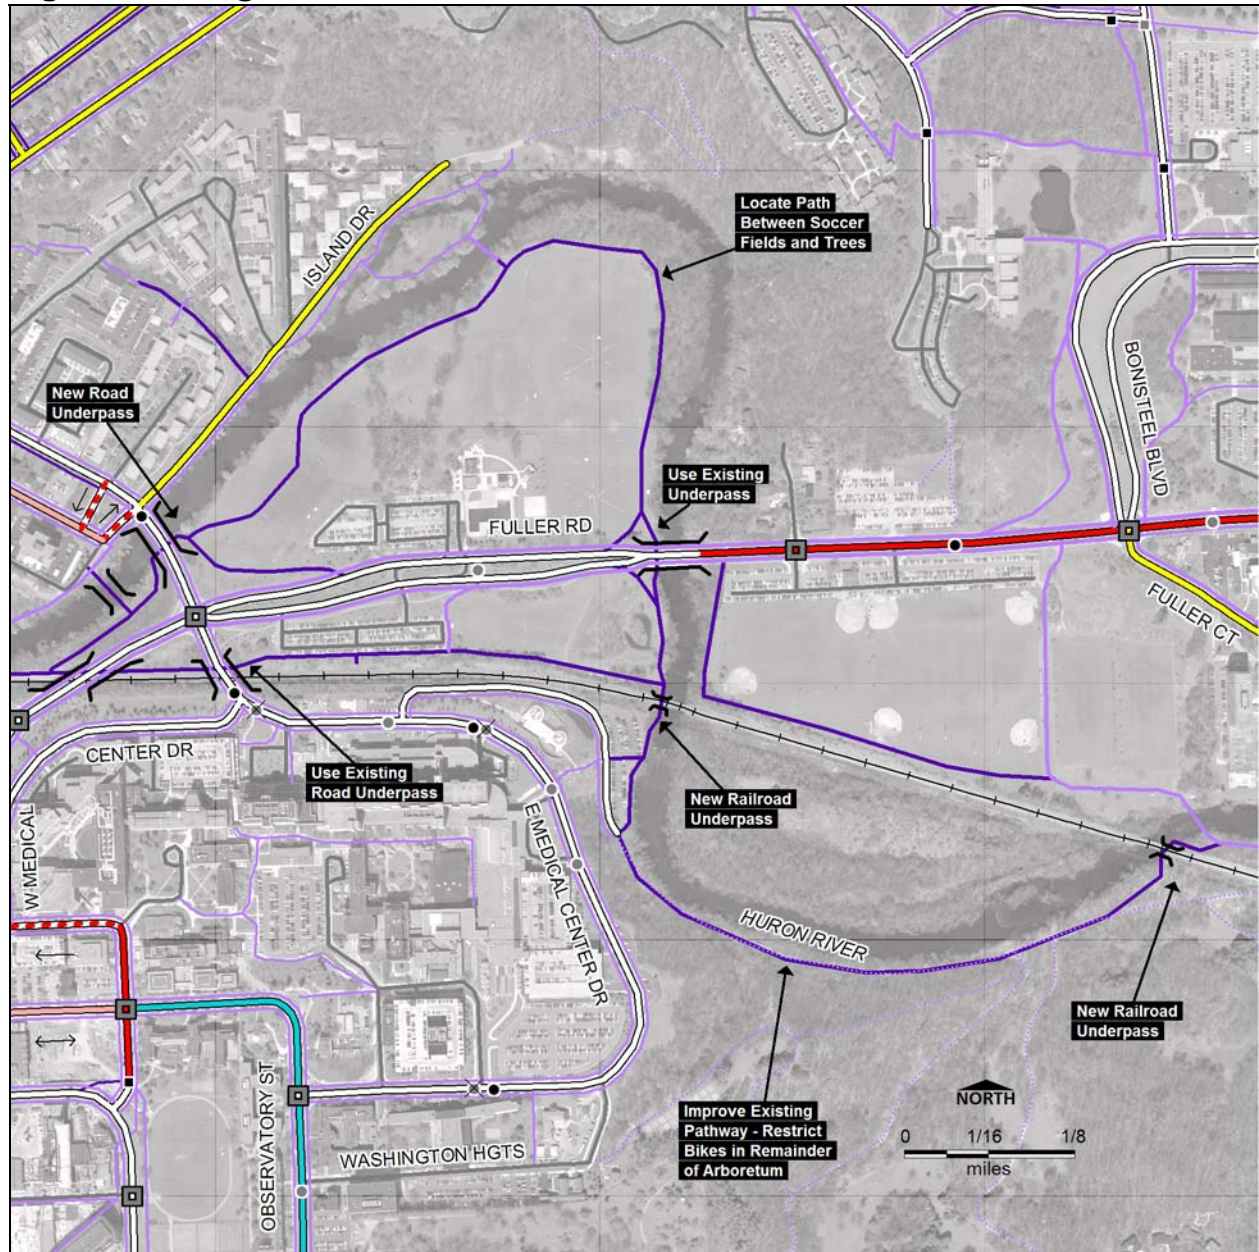 Locate Path
Between Soccer
Fields and Trees
ISLAND DR
New Road
Underpass
BONISTEEL BLVD
Use Existing
Underpass
FULLER RD
FULLER CT
CENTER DR
Use Existing
Road Underpass
W MEDICAL
E MEDICAL CENTER DR
New Railroad
Underpass
HURON RIVER
New Railroad
Underpass
OBSERVATORY ST
Improve Existing
Pathway - Restrict
Bikes in Remainder
of Arboretum
NORTH
0 1/16 1/8
miles
WASHINGTON HGTS